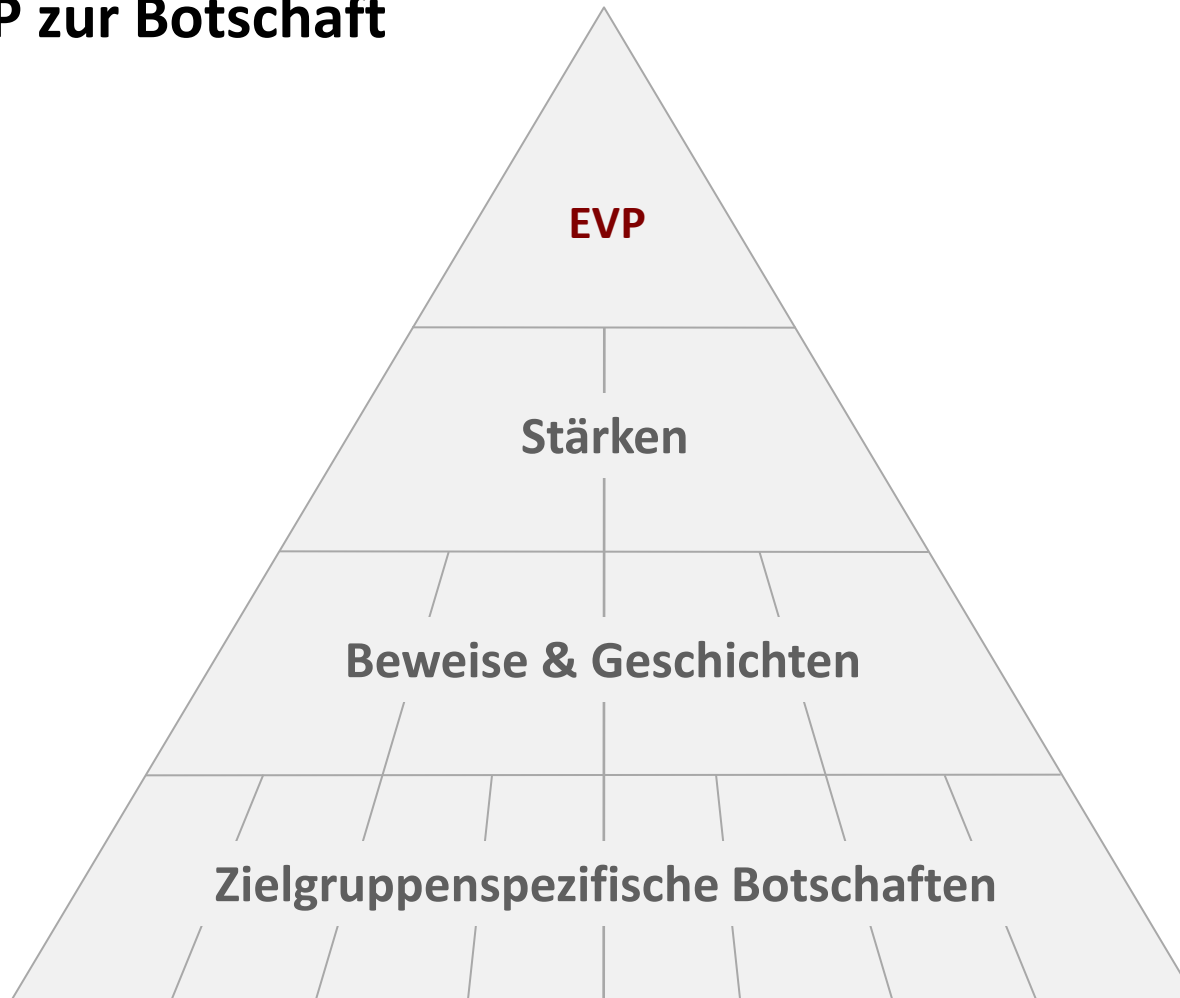 P zur Botschaft
EVP
Stärken
Beweise & Geschichten
Zielgruppenspezifische Botschaften